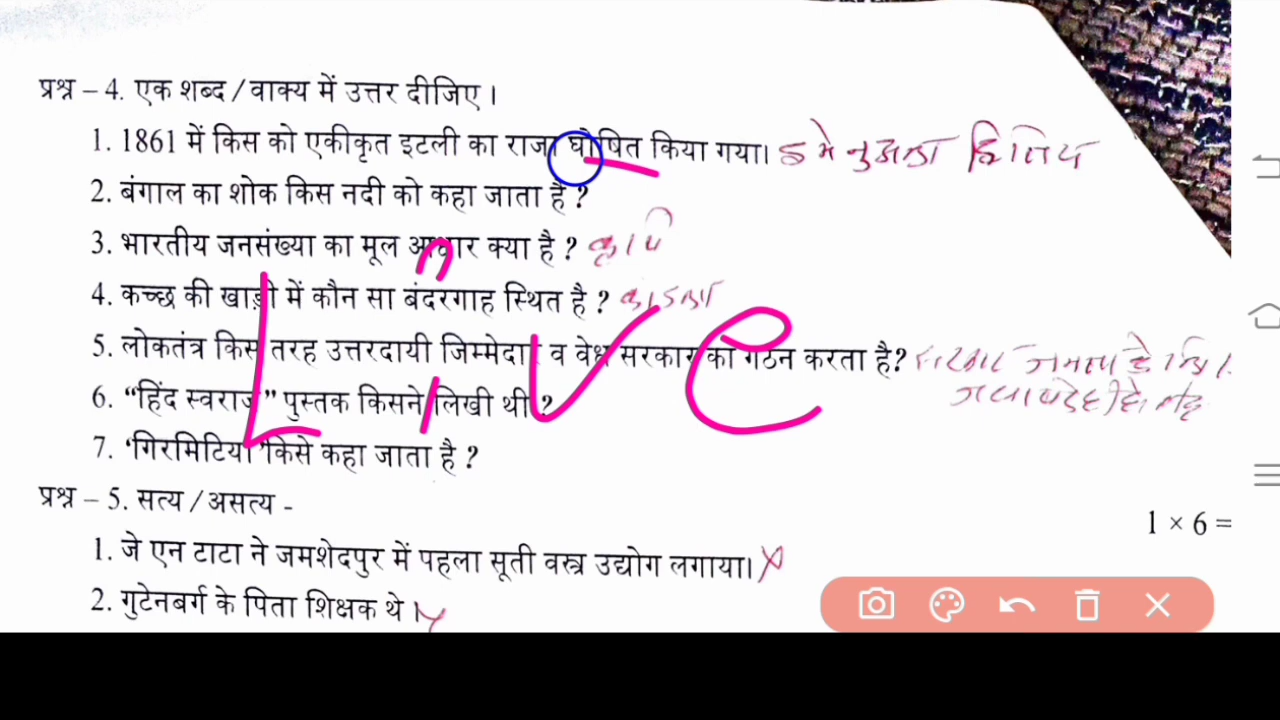 प्रश्न – 4. एक शब्द / वाक्य में उत्तर दीजिए ।
1. 1861 में किस को एकीकृत इटली का राजा घोषित किया गया। इमेनुअल द्वितिय
2. बंगाल का शोक किस नदी को कहा जाता है ?
3. भारतीय जनसंख्या का मूल आधार क्या है ? कृषि
4. कच्छ की खाड़ी में कौन सा बंदरगाह स्थित है ? कांडला
5. लोकतंत्र किस तरह उत्तरदायी जिम्मेदार व वेध सरकार का गठन करता है?
6. “हिंद स्वराज” पुस्तक किसने लिखी थी ?
7. ‘गिरमिटिया ’किसे कहा जाता है ?
Live
प्रश्न – 5. सत्य / असत्य -
1 × 6 =
1. जे एन टाटा ने जमशेदपुर में पहला सूती वस्त्र उद्योग लगाया।
2. गुटेनबर्ग के पिता शिक्षक थे।